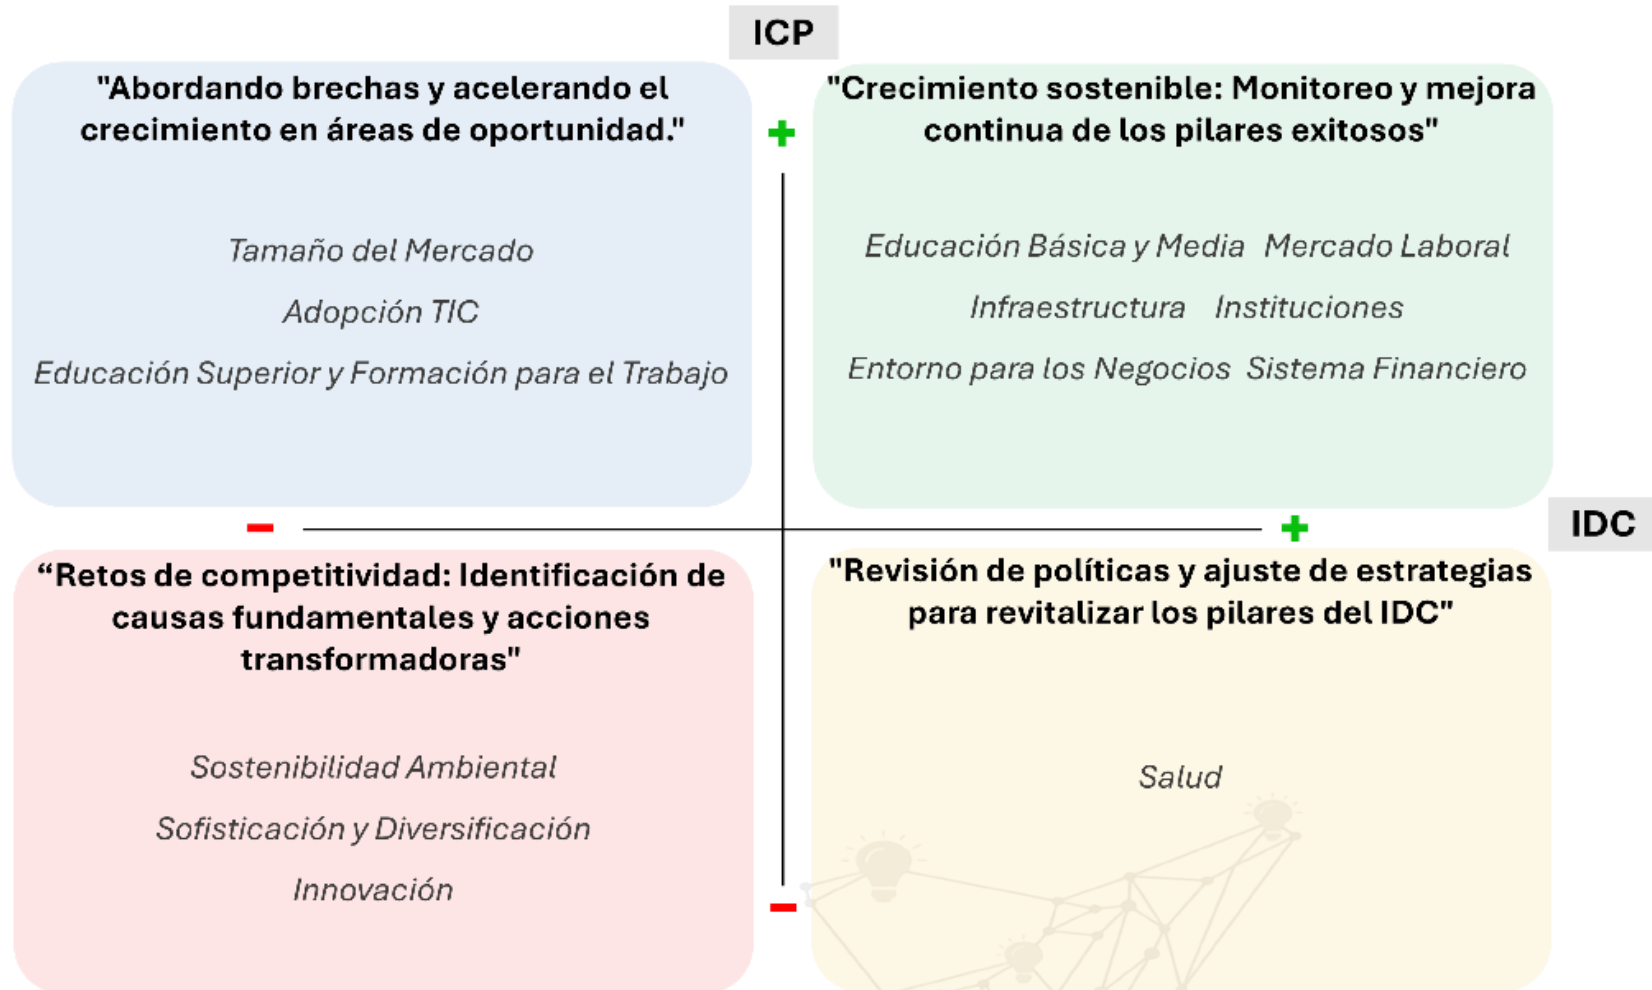 ICP
"Abordando brechas y acelerando el
crecimiento en áreas de oportunidad."
Tamaño del Mercado
Adopción TIC
Educación Superior y Formación para el Trabajo
+
"Crecimiento sostenible: Monitoreo y mejora
continua de los pilares exitosos"
Educación Básica y Media Mercado Laboral
Infraestructura Instituciones
Entorno para los Negocios Sistema Financiero
-
+
IDC
“Retos de competitividad: Identificación de
causas fundamentales y acciones
transformadoras"
Sostenibilidad Ambiental
Sofisticación y Diversificación
Innovación
-
"Revisión de políticas y ajuste de estrategias
para revitalizar los pilares del IDC"
Salud